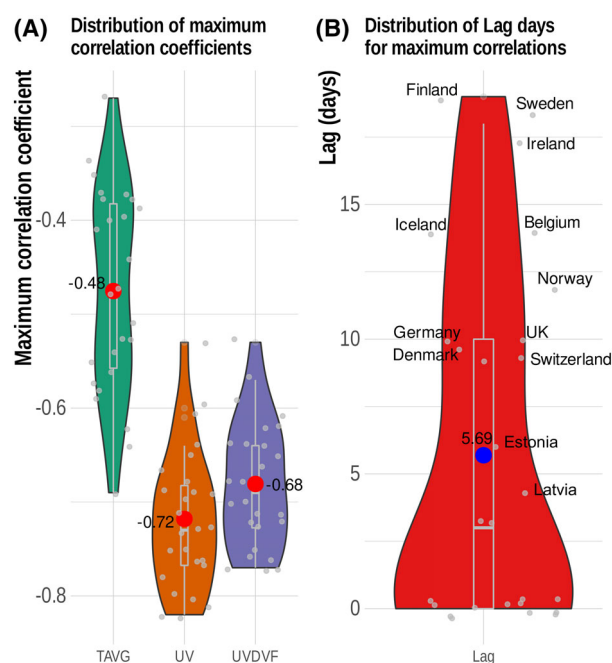 (A) Distribution of maximum
correlation coefficients
Maximum correlation coefficient
-0.4
-0.6
-0.8
-0.48
-0.72
-0.68
TAVG UV UVDVF
(B) Distribution of Lag days
for maximum correlations
Lag (days)
15
10
5
0
Finland
Sweden
Ireland
Iceland
Belgium
Norway
Germany
UK
Denmark
Switzerland
5.69
Estonia
Latvia
Lag